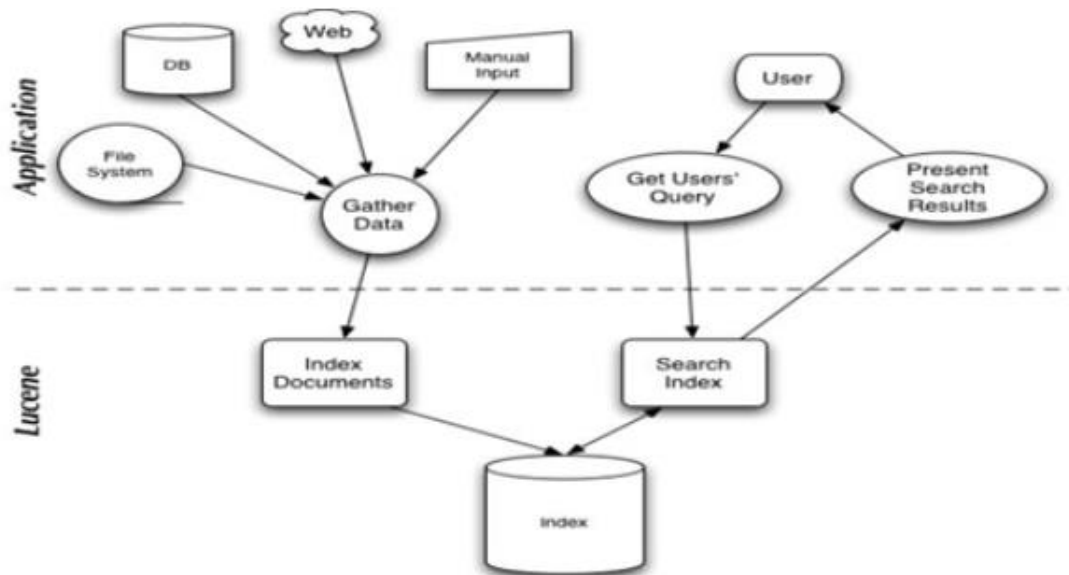 Web
DB
Manual
Input
User
Application
File
System
Gather
Data
Get Users'
Query
Present
Search
Results
Lucene
Index
Documents
Search
Index
Index